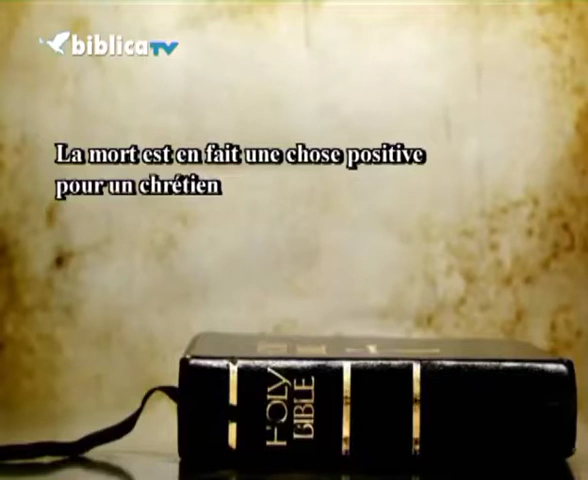 biblicaTV
La mort est en fait une chose positive
pour un chrétien
HOLY
BIBLE